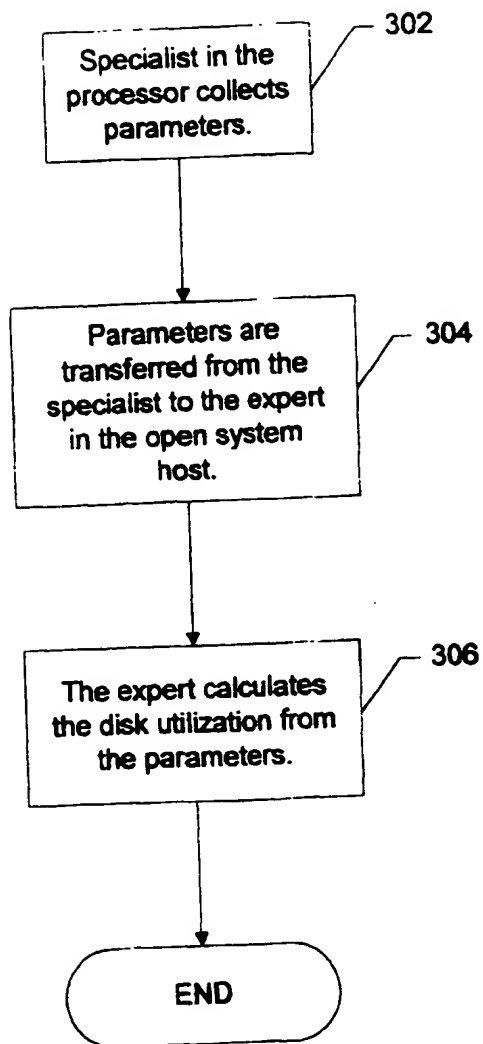 302
Specialist in the
processor collects
parameters.
304
Parameters are
transferred from the
specialist to the expert
in the open system
host.
306
The expert calculates
the disk utilization from
the parameters.
END